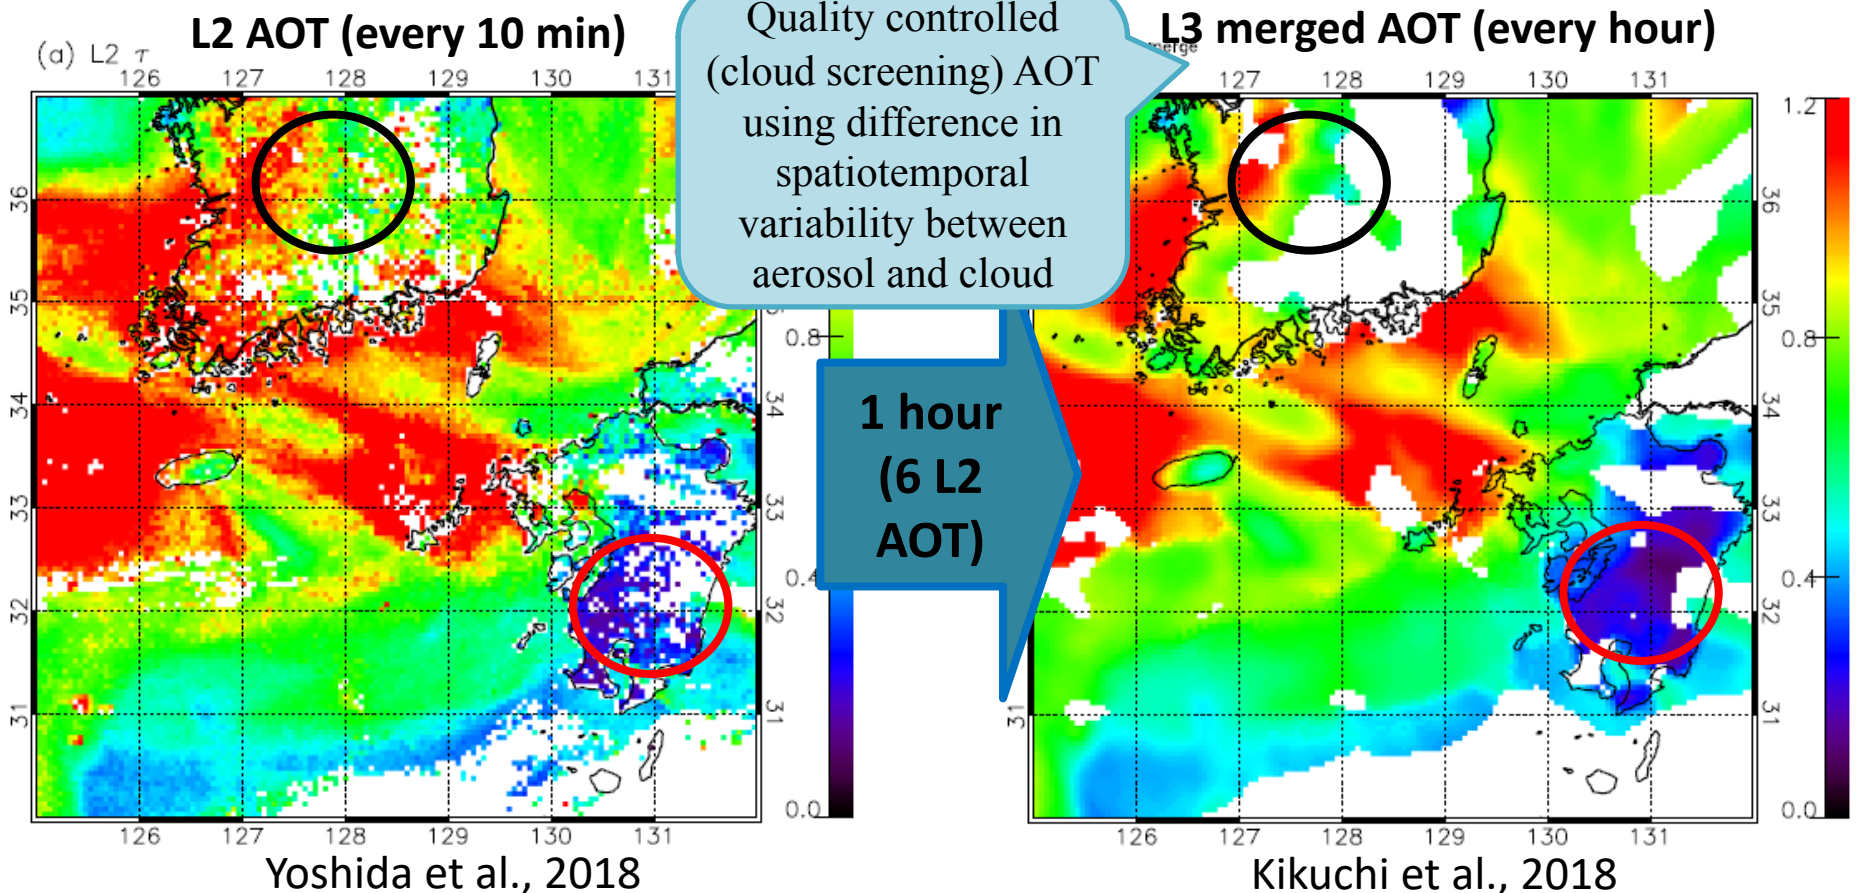 L2 AOT (every 10 min)
(a) L2 τ
126 127 128 129 130 131
36
35
34
33
32
31
36
35
34
33
32
31
126 127 128 129 130 131
0.8
0.4
0.0
Yoshida et al., 2018
Quality controlled
(cloud screening) AOT
using difference in
spatiotemporal
variability between
aerosol and cloud
1 hour
(6 L2
AOT)
L3 merged AOT (every hour)
merge
127 128 129 130 131
31
36
35
34
33
32
31
126 127 128 129 130 131
1.2
0.8
0.4
0.0
Kikuchi et al., 2018